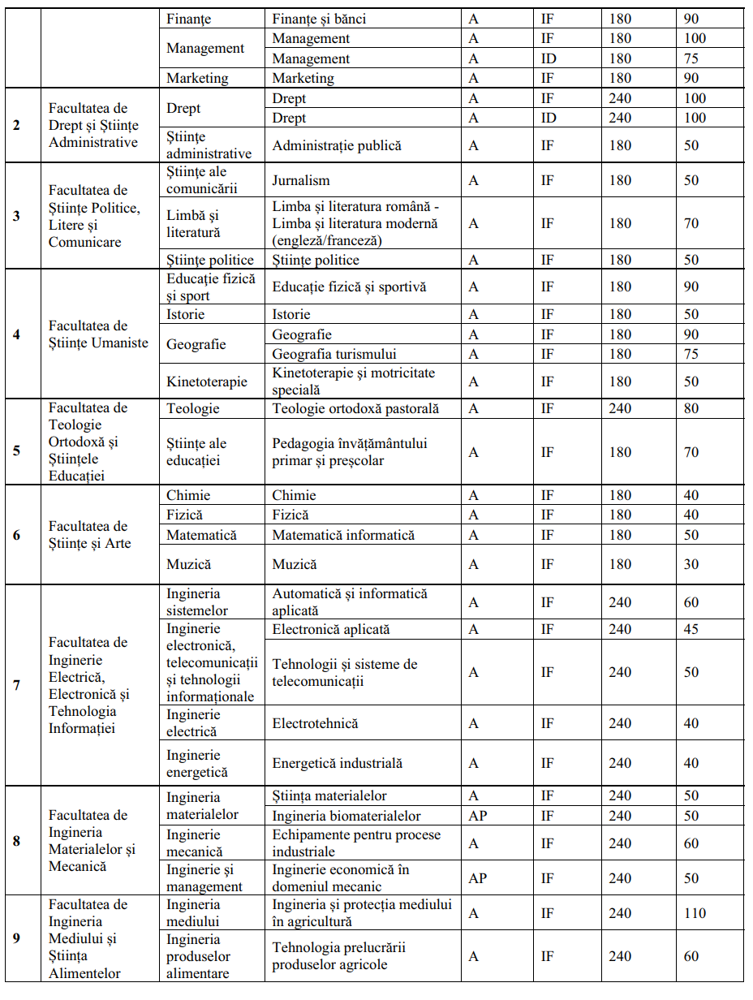 Finanţe Finanțe și bănci A IF 180 90
Management Management A IF 180 100
Management A ID 180 75
Marketing Marketing A IF 180 90
2 Facultatea de Drept și Științe Administrative Drept Drept A IF 240 100
Drept A ID 240 100
Ştiinţe administrative Administrație publică A IF 180 50
3 Facultatea de Științe Politice, Litere și Comunicare Ştiinţe ale comunicării Jurnalism A IF 180 50
Limbă şi literatură Limba și literatura română - Limba și literatura modernă (engleză/franceză) A IF 180 70
Ştiinţe politice Științe politice A IF 180 50
4 Facultatea de Științe Umaniste Educaţie fizică şi sport Educație fizică și sportivă A IF 180 90
Istorie Istorie A IF 180 50
Geografie Geografie A IF 180 90
Geografia turismului A IF 180 75
Kinetoterapie Kinetoterapie şi motricitate specială A IF 180 50
5 Facultatea de Teologie Ortodoxă și Științele Educației Teologie Teologie ortodoxă pastorală A IF 240 80
Științe ale educației Pedagogia învățământului primar și preșcolar A IF 180 70
6 Facultatea de Științe și Arte Chimie Chimie A IF 180 40
Fizică Fizică A IF 180 40
Matematică Matematică informatică A IF 180 50
Muzică Muzică A IF 180 30
7 Facultatea de Inginerie Electrică, Electronică și Tehnologia Informației Ingineria sistemelor Automatică și informatică aplicată A IF 240 60
Inginerie electronică, telecomunicații și tehnologii informaționale Electronică aplicată A IF 240 45
Tehnologii și sisteme de telecomunicații A IF 240 50
Inginerie electrică Electrotehnică A IF 240 40
Inginerie energetică Energetică industrială A IF 240 40
8 Facultatea de Ingineria Materialelor și Mecanică Ingineria materialelor Știința materialelor A IF 240 50
Ingineria biomaterialelor AP IF 240 50
Inginerie mecanică Echipamente pentru procese industriale A IF 240 60
Inginerie şi management Inginerie economică în domeniul mecanic AP IF 240 50
9 Facultatea de Ingineria Mediului și Știința Alimentelor Ingineria mediului Ingineria și protecția mediului în agricultură A IF 240 110
Ingineria produselor alimentare Tehnologia prelucrării produselor agricole A IF 240 60